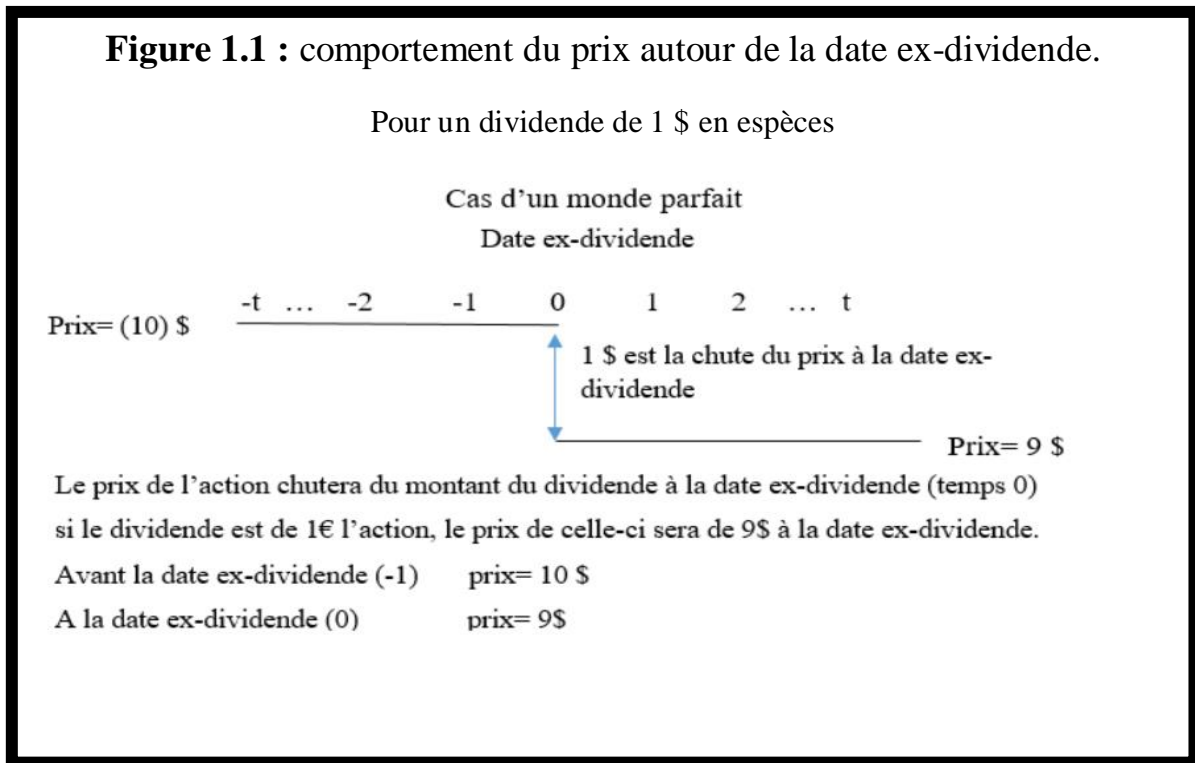 Figure 1.1 : comportement du prix autour de la date ex-dividende.
Pour un dividende de 1 $ en espèces
Cas d’un monde parfait
Date ex-dividende
-t … -2 -1 0 1 2 … t
Prix= (10) $
1 $ est la chute du prix à la date ex-
dividende
Prix= 9 $
Le prix de l’action chutera du montant du dividende à la date ex-dividende (temps 0)
si le dividende est de 1€ l’action, le prix de celle-ci sera de 9$ à la date ex-dividende.
Avant la date ex-dividende (-1) prix= 10 $
A la date ex-dividende (0) prix= 9$